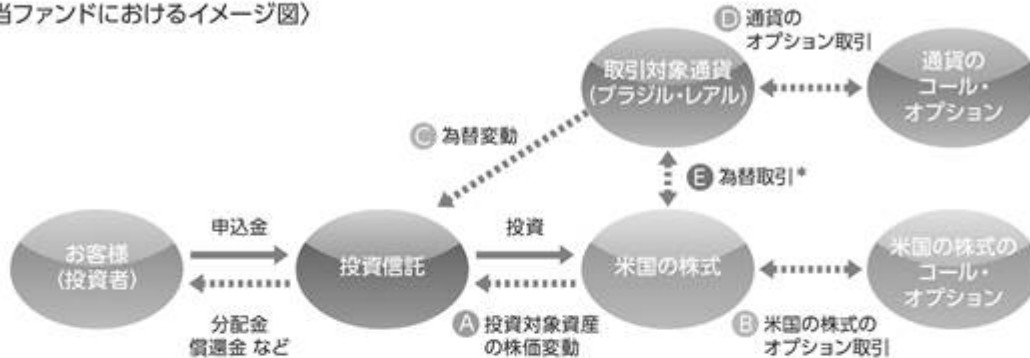 当ファンドにおけるイメージ図〉
D 通貨の
オプション取引
取引対象通貨
(ブラジル・レアル)
通貨の
コール・
オプション
C 為替変動
E 為替取引*
お客様
(投資者)
申込金
分配金
償還金 など
投資信託
投資
A 投資対象資産
の株価変動
米国の株式
B 米国の株式の
オプション取引
米国の株式の
コール・
オプション